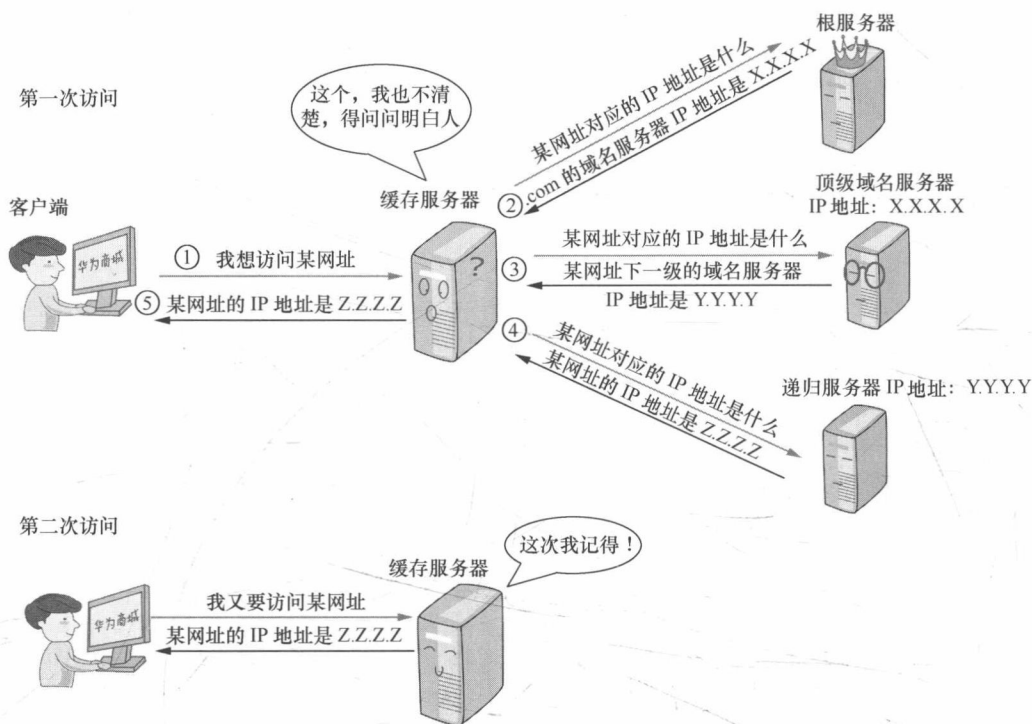 根服务器
第一次访问
这个，我也不清
楚，得问问明白人
某网址对应的 IP 地址是什么
.com 的域名服务器 IP 地址是 X.X.X.X
缓存服务器
②
顶级域名服务器
IP 地址：X.X.X.X
客户端
华为商城
① 我想访问某网址
⑤ 某网址的 IP 地址是 Z.Z.Z.Z
?
③
某网址对应的 IP 地址是什么
某网址下一级的域名服务器
IP 地址是 Y.Y.Y.Y
④
某网址对应的 IP 地址是什么
某网址的 IP 地址是 Z.Z.Z.Z
递归服务器 IP 地址：Y.Y.Y.Y
第二次访问
这次我记得！
缓存服务器
华为商城
我又要访问某网址
某网址的 IP 地址是 Z.Z.Z.Z